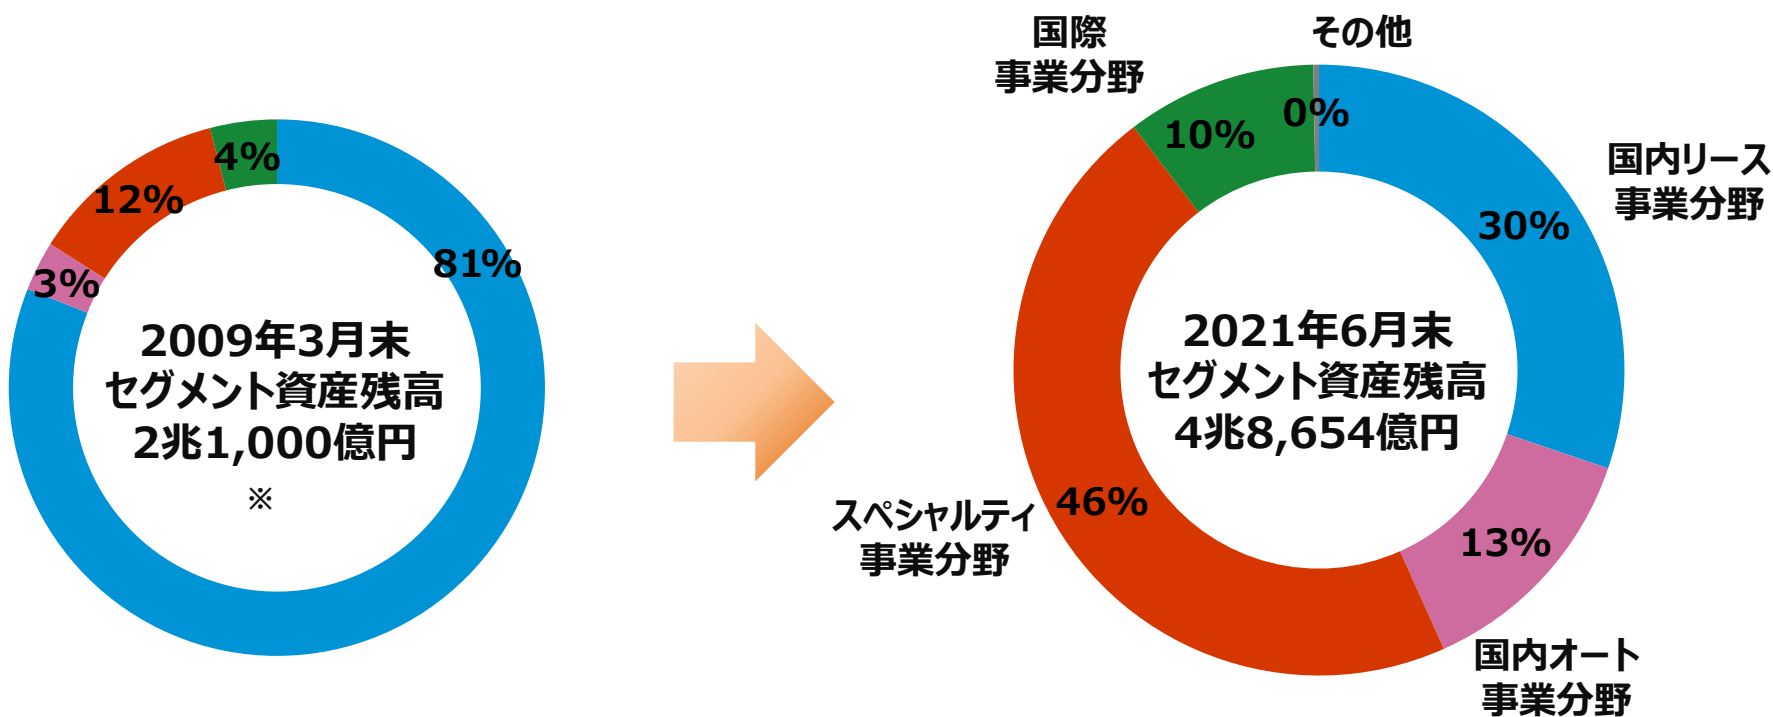 4%
12%
3%
81%
2009年3月末
セグメント資産残高
2兆1,000億円
※
国際
事業分野
その他
0%
10%
国内リース
事業分野
30%
2021年6月末
セグメント資産残高
4兆8,654億円
46%
スペシャルティ
事業分野
13%
国内オート
事業分野